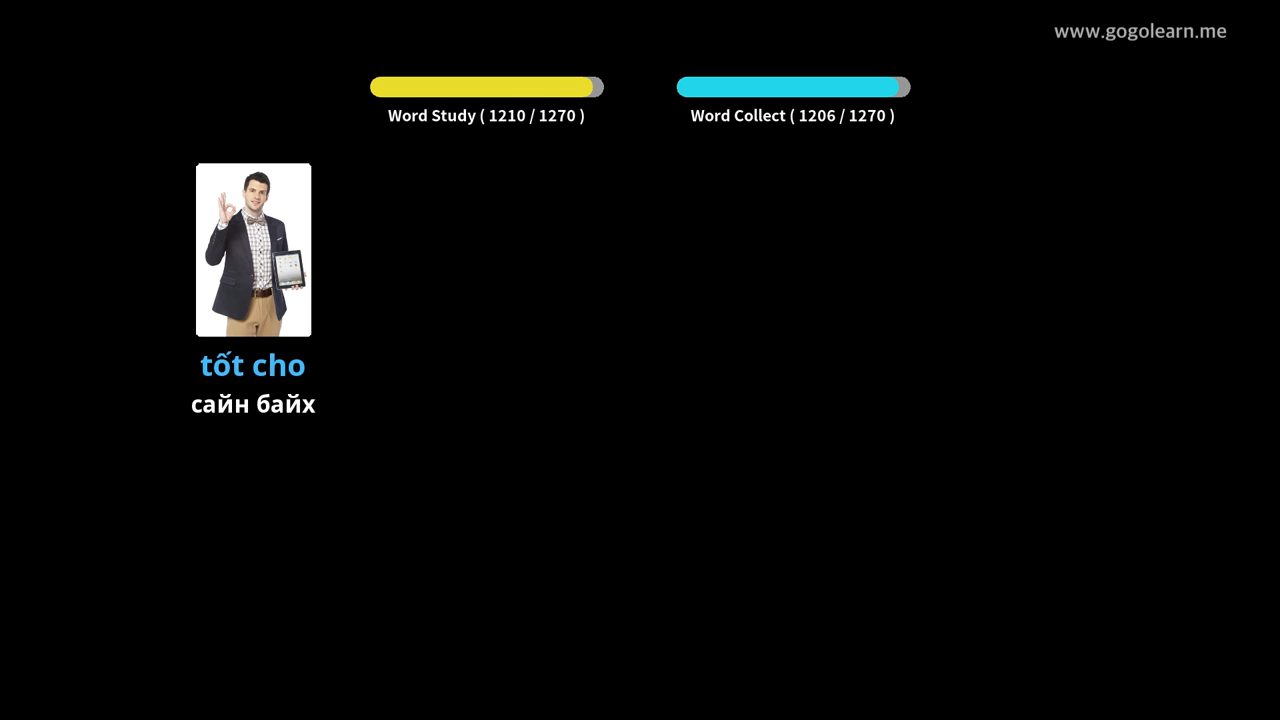 www.gogolearn.me
Word Study ( 1210 / 1270 )
Word Collect ( 1206 / 1270 )
tốt cho
сайн байх